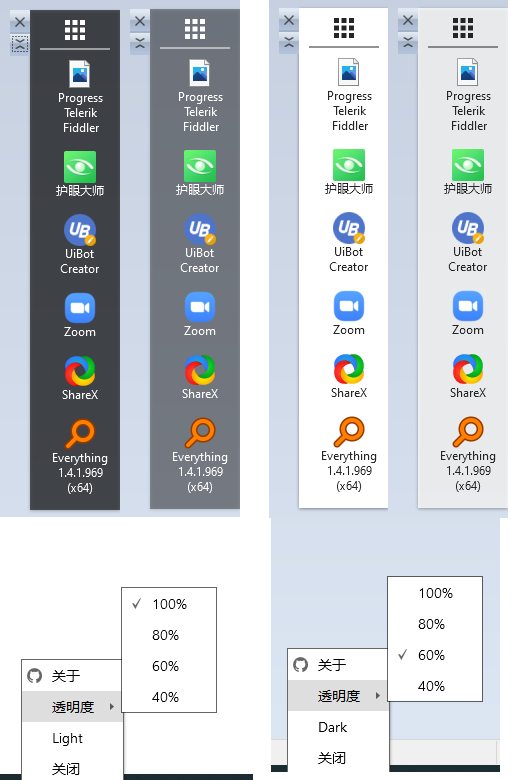 Progress
Telerik
Fiddler
护眼大师
UB
UiBot
Creator
Zoom
ShareX
Everything
1.4.1.969
(x64)
Progress
Telerik
Fiddler
护眼大师
UB
UiBot
Creator
Zoom
ShareX
Everything
1.4.1.969
(x64)
Progress
Telerik
Fiddler
护眼大师
UB
UiBot
Creator
Zoom
ShareX
Everything
1.4.1.969
(x64)
Progress
Telerik
Fiddler
护眼大师
UB
UiBot
Creator
Zoom
ShareX
Everything
1.4.1.969
(x64)
关于
透明度
Light
关闭
100%
80%
60%
40%
关于
透明度
Dark
关闭
100%
80%
60%
40%